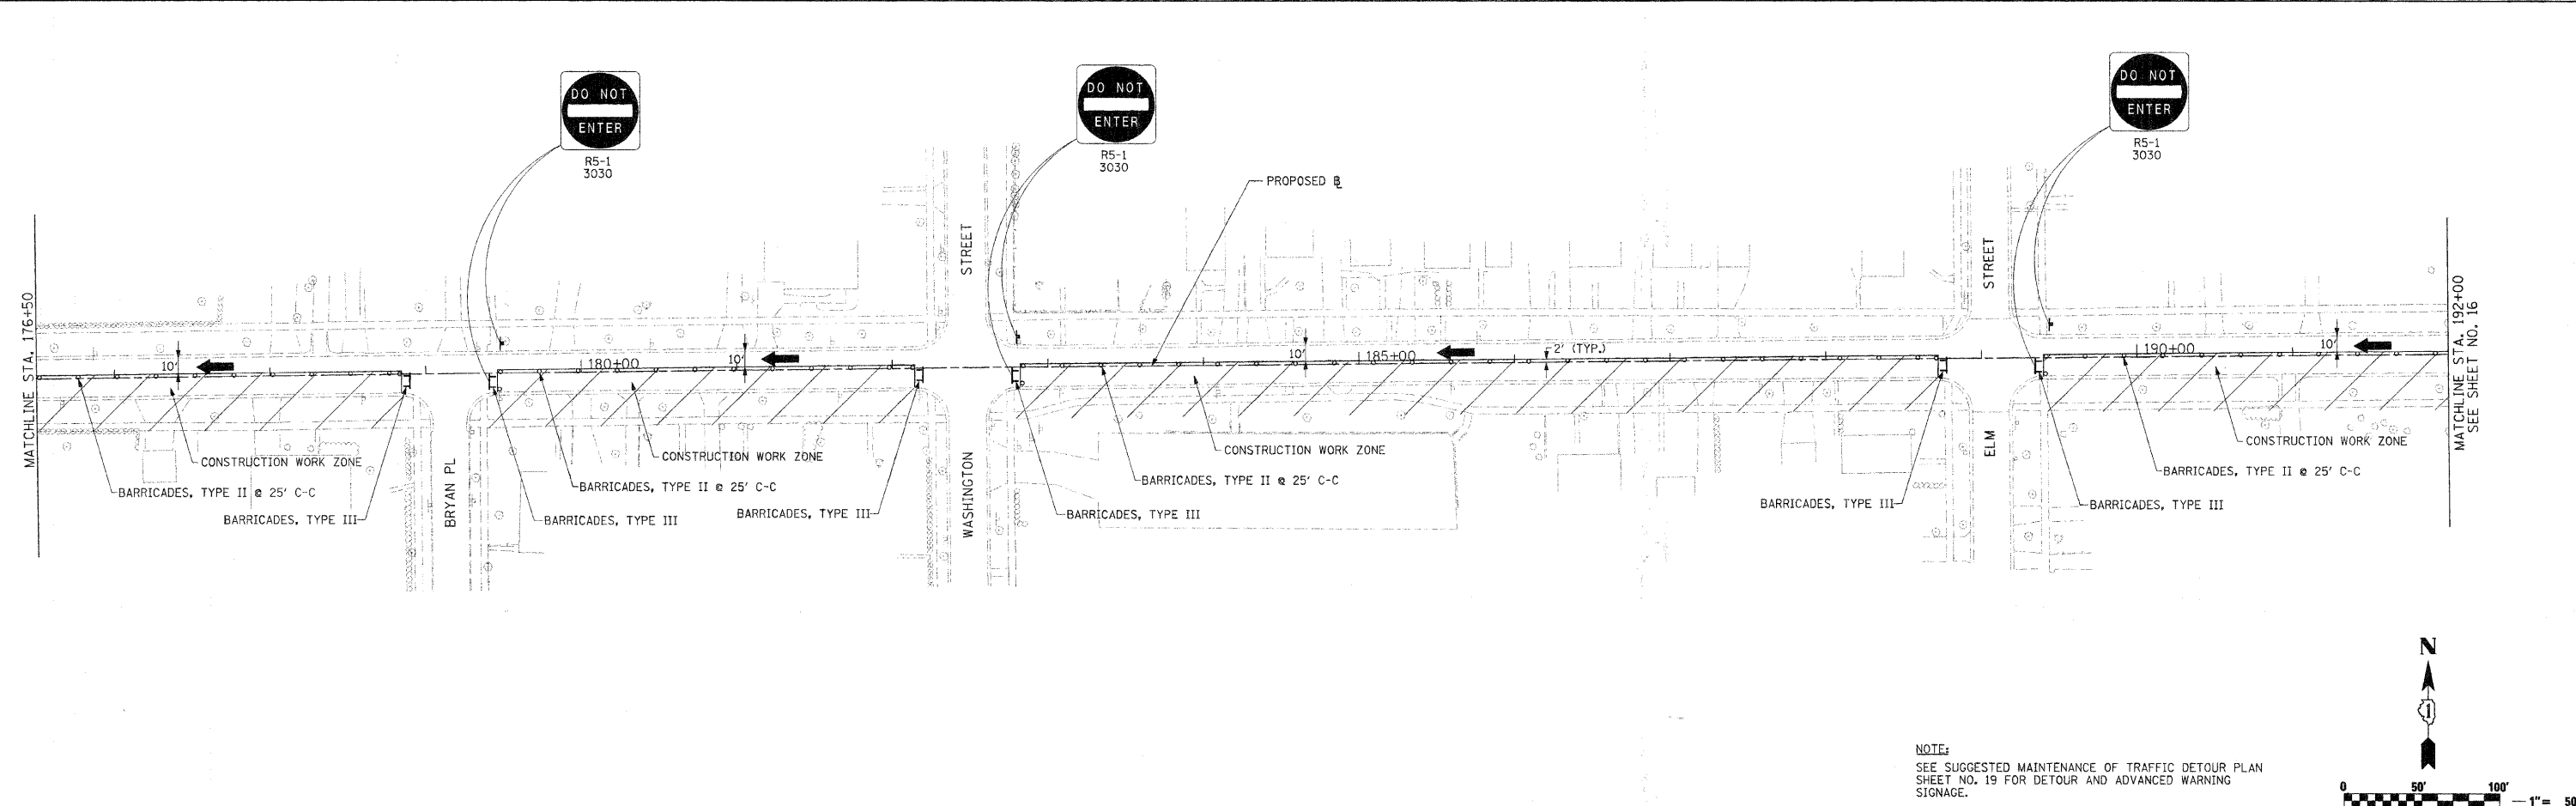 DO NOT
ENTER
R5-1
3030
DO NOT
ENTER
R5-1
3030
DO NOT
ENTER
R5-1
3030
PROPOSED B̲L
STREET
STREET
MATCHLINE STA. 176+50
MATCHLINE STA. 192+00
SEE SHEET NO. 16
10'
180+00
10'
10'
185+00
2' (TYP.)
190+00
10'
CONSTRUCTION WORK ZONE
BARRICADES, TYPE II @ 25' C-C
BARRICADES, TYPE III
BRYAN PL
CONSTRUCTION WORK ZONE
BARRICADES, TYPE II @ 25' C-C
BARRICADES, TYPE III
BARRICADES, TYPE III
WASHINGTON
CONSTRUCTION WORK ZONE
BARRICADES, TYPE II @ 25' C-C
BARRICADES, TYPE III
BARRICADES, TYPE III
ELM
CONSTRUCTION WORK ZONE
BARRICADES, TYPE II @ 25' C-C
BARRICADES, TYPE III
N
NOTE:
SEE SUGGESTED MAINTENANCE OF TRAFFIC DETOUR PLAN
SHEET NO. 19 FOR DETOUR AND ADVANCED WARNING
SIGNAGE.
0 50' 100'
1"= 50